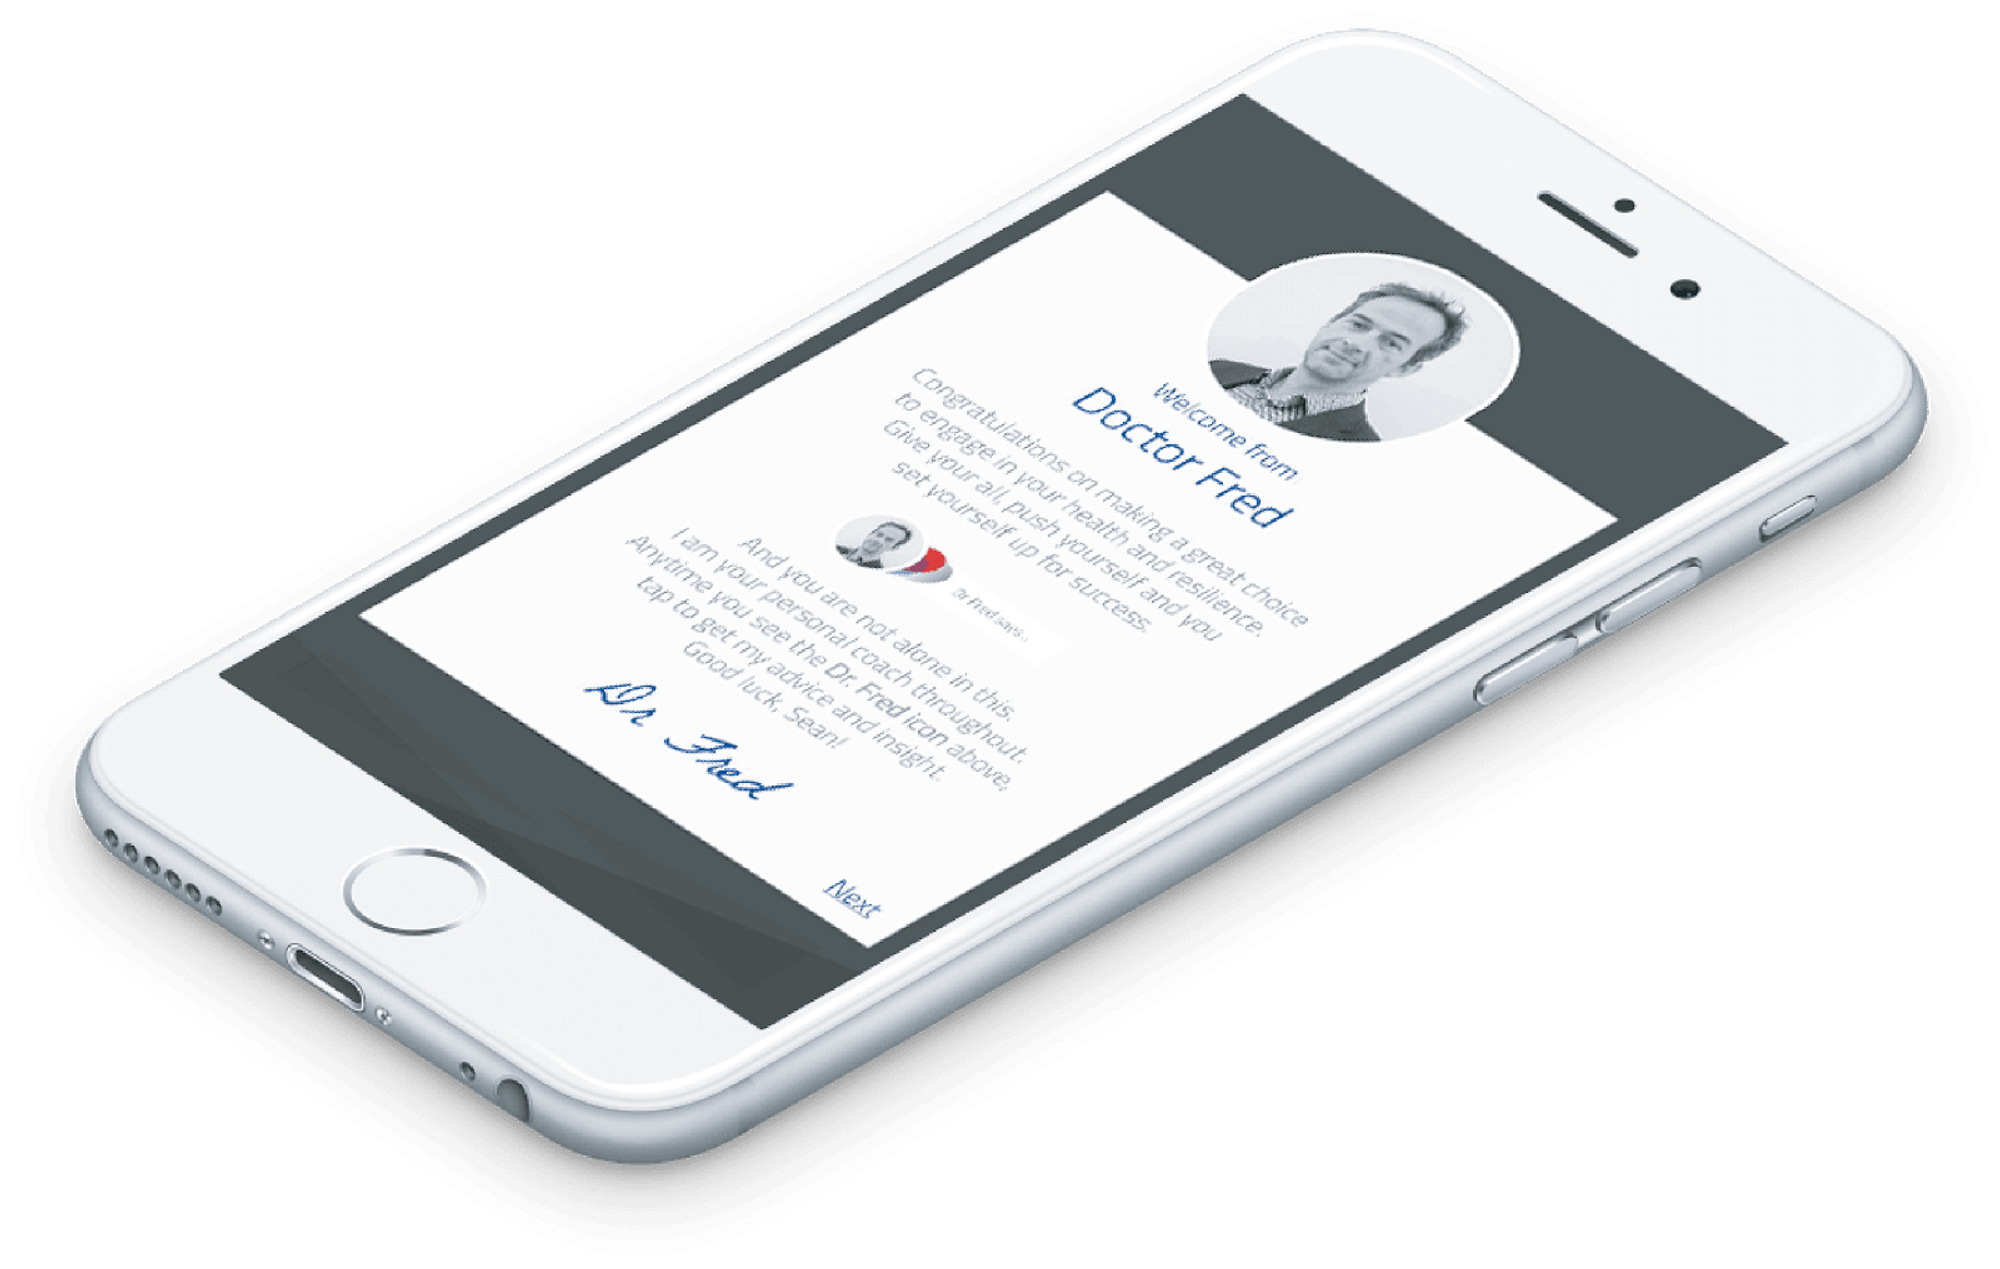 Welcome from
Doctor Fred
Congratulations on making a great choice
to engage in your health and resilience.
Give your all, push yourself and you
set yourself up for success.
Dr Fred says...
And you are not alone in this.
I am your personal coach throughout.
Anytime you see the Dr. Fred icon above,
tap to get my advice and insight.
Good luck, Sean!
Dr Fred
Next